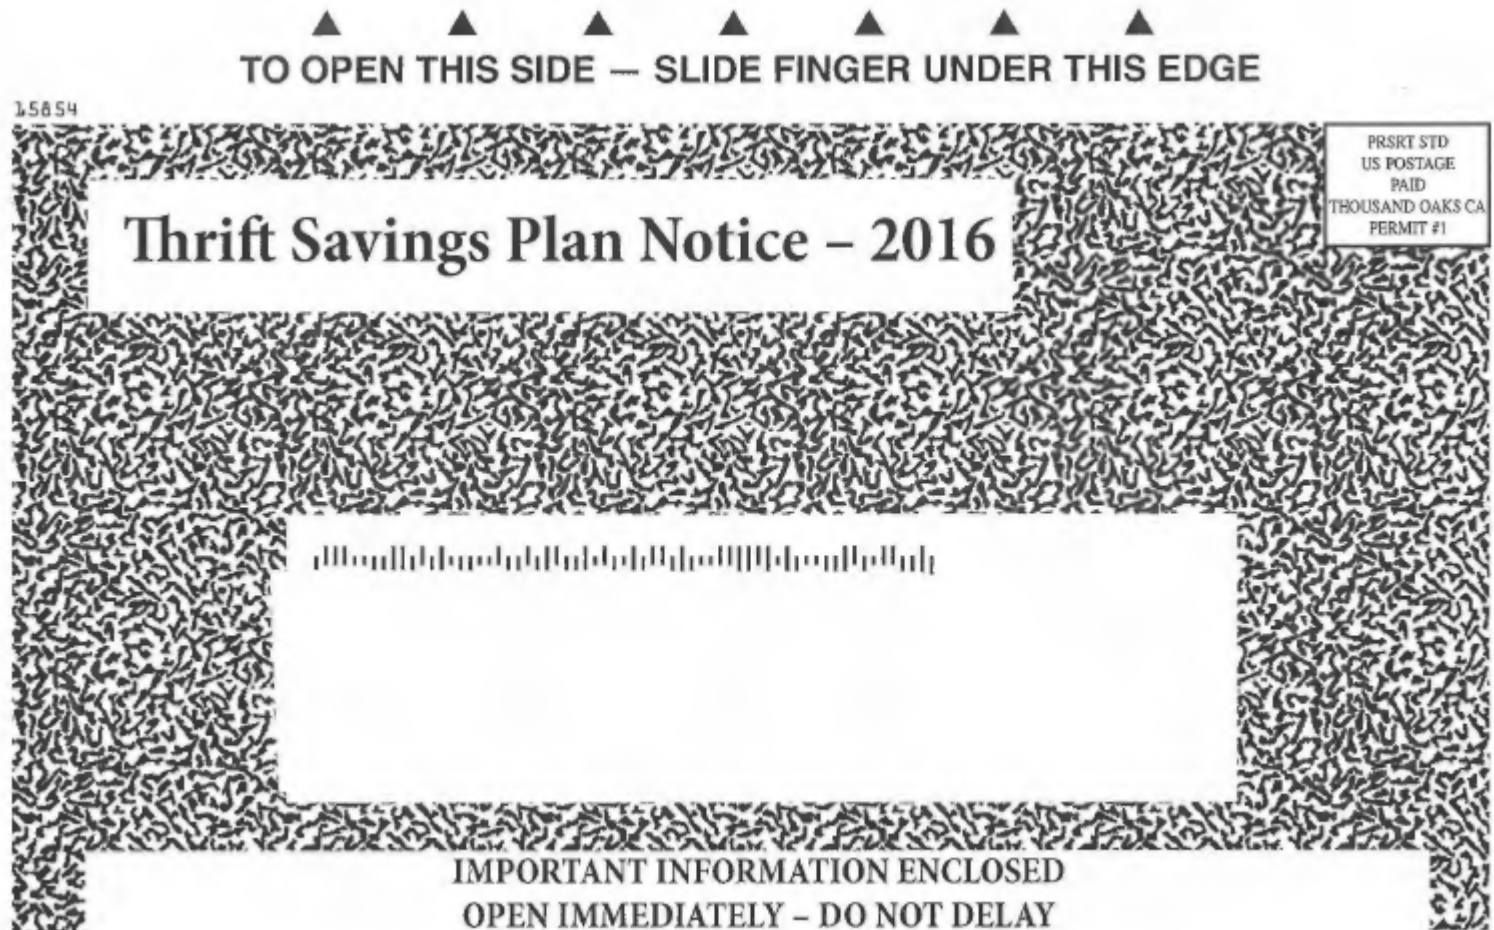 TO OPEN THIS SIDE — SLIDE FINGER UNDER THIS EDGE
15854
PRSRT STD
US POSTAGE
PAID
THOUSAND OAKS CA
PERMIT #1
Thrift Savings Plan Notice – 2016
IMPORTANT INFORMATION ENCLOSED
OPEN IMMEDIATELY – DO NOT DELAY